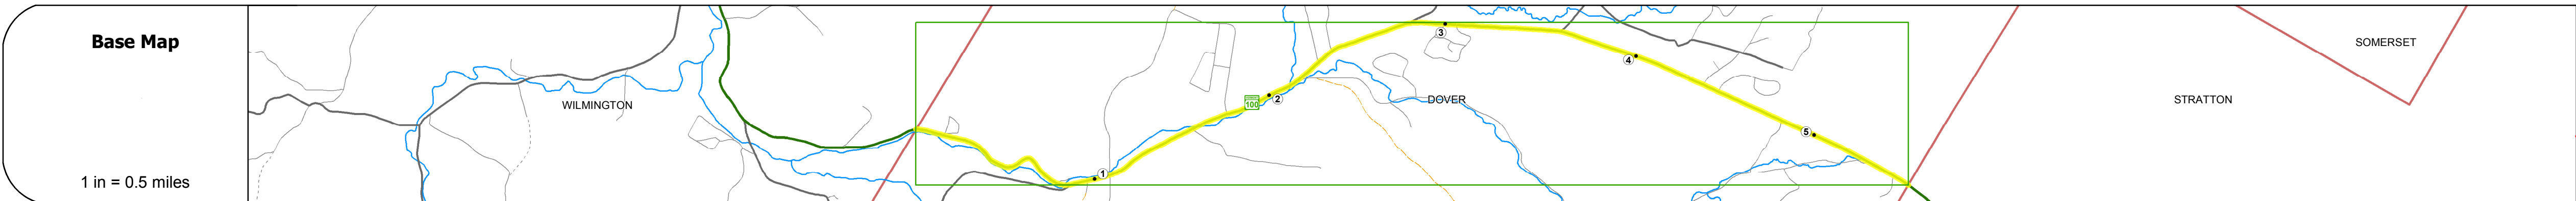 Base Map
1 in = 0.5 miles
WILMINGTON
1
100
2
3
DOVER
4
5
STRATTON
SOMERSET